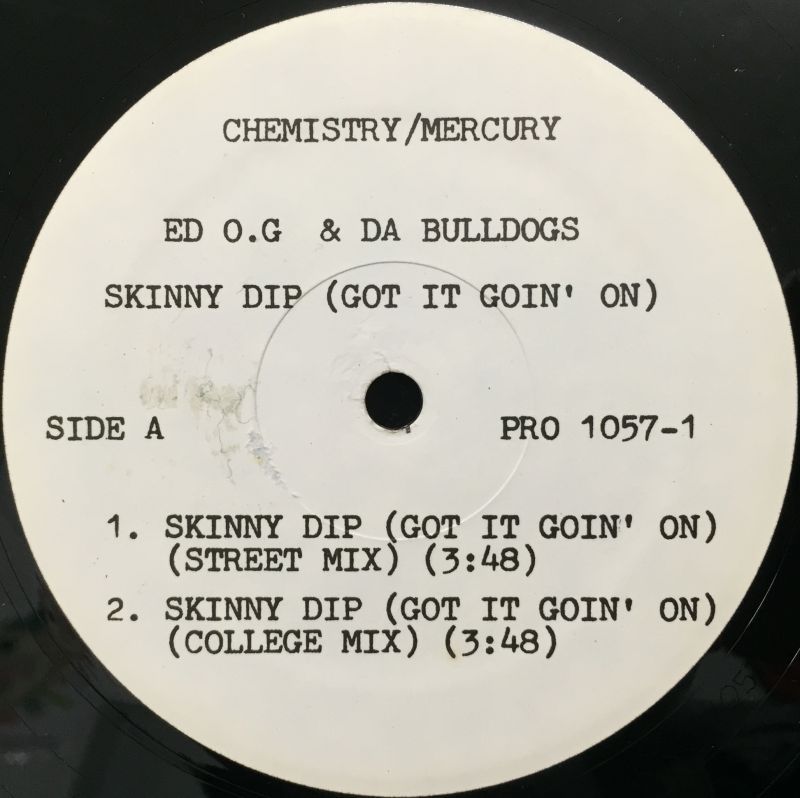 CHEMISTRY/MERCURY
ED O.G & DA BULLDOGS
SKINNY DIP (GOT IT GOIN' ON)
SIDE A PRO 1057-1
1. SKINNY DIP (GOT IT GOIN' ON)
(STREET MIX) (3:48)
2. SKINNY DIP (GOT IT GOIN' ON)
(COLLEGE MIX) (3:48)